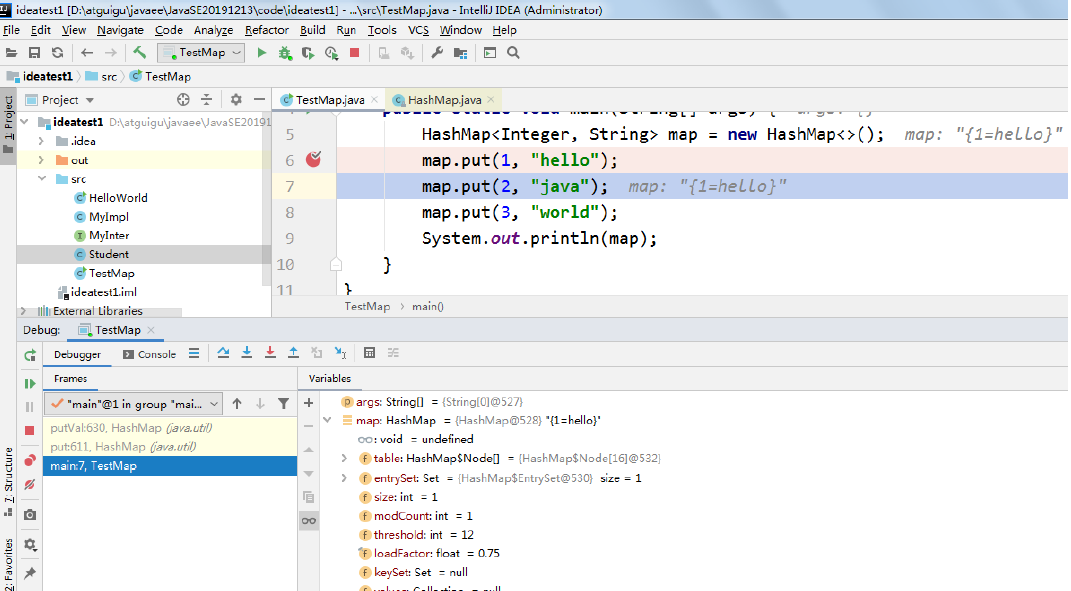 ideatest1 [D:\atguigu\javaee\JavaSE20191213\code\ideatest1] - ...\src\TestMap.java - IntelliJ IDEA (Administrator)
File Edit View Navigate Code Analyze Refactor Build Run Tools VCS Window Help
TestMap
ideatest1 src TestMap
Project TestMap.java HashMap.java
1: Project
ideatest1 D:\atguigu\javaee\JavaSE20191
.idea
out
src
HelloWorld
MyImpl
MyInter
Student
TestMap
ideatest1.iml
External Libraries
public static void main(String[] args) {
5 HashMap<Integer, String> map = new HashMap<>(); map: "{1=hello}"
6 map.put(1, "hello");
7 map.put(2, "java"); map: "{1=hello}"
8 map.put(3, "world");
9 System.out.println(map);
10 }
11 }
TestMap main()
Debug: TestMap
Debugger Console
Frames Variables
"main"@1 in group "mai...
putVal:630, HashMap (java.util)
put:611, HashMap (java.util)
main:7, TestMap
args: String[] = {String[0]@527}
map: HashMap = {HashMap@528} "{1=hello}"
: void = undefined
table: HashMap$Node[] = {HashMap$Node[16]@532}
entrySet: Set = {HashMap$EntrySet@530} size = 1
size: int = 1
modCount: int = 1
threshold: int = 12
loadFactor: float = 0.75
keySet: Set = null
7: Structure
2: Favorites